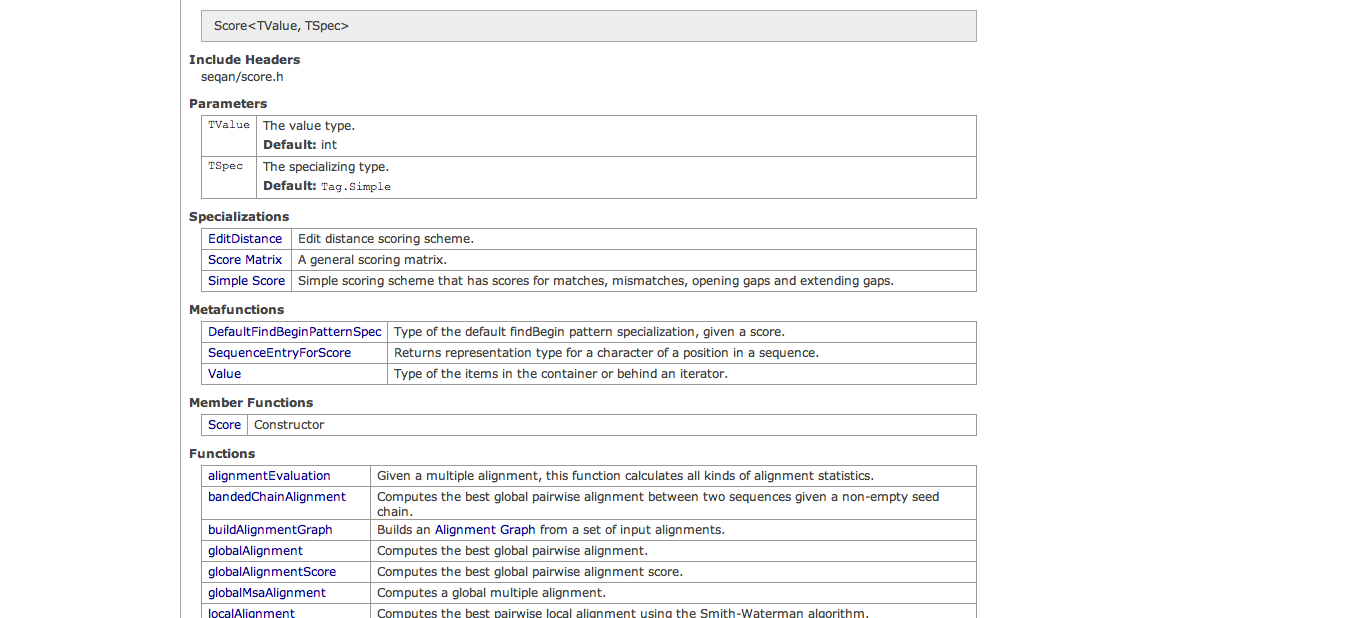 Score<TValue, TSpec>
Include Headers
seqan/score.h
Parameters
TValue The value type.
Default: int
TSpec The specializing type.
Default: Tag.Simple
Specializations
EditDistance Edit distance scoring scheme.
Score Matrix A general scoring matrix.
Simple Score Simple scoring scheme that has scores for matches, mismatches, opening gaps and extending gaps.
Metafunctions
DefaultFindBeginPatternSpec Type of the default findBegin pattern specialization, given a score.
SequenceEntryForScore Returns representation type for a character of a position in a sequence.
Value Type of the items in the container or behind an iterator.
Member Functions
Score Constructor
Functions
alignmentEvaluation Given a multiple alignment, this function calculates all kinds of alignment statistics.
bandedChainAlignment Computes the best global pairwise alignment between two sequences given a non-empty seed
chain.
buildAlignmentGraph Builds an Alignment Graph from a set of input alignments.
globalAlignment Computes the best global pairwise alignment.
globalAlignmentScore Computes the best global pairwise alignment score.
globalMsaAlignment Computes a global multiple alignment.
localAlignment Computes the best pairwise local alignment using the Smith-Waterman algorithm.